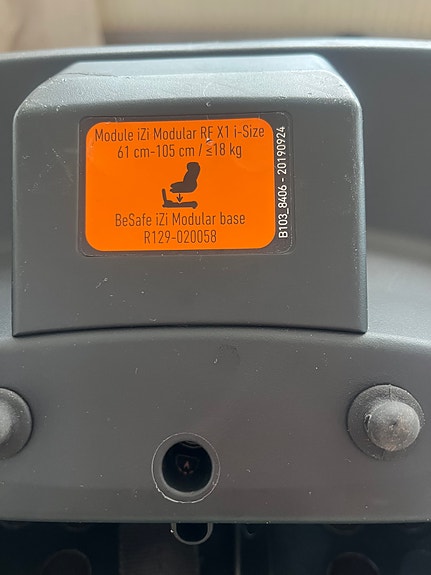 Module iZi Modular RF X1 i-Size
61 cm-105 cm / ≤18 kg
BeSafe iZi Modular base
R129-020058
B103_8406 - 20190924